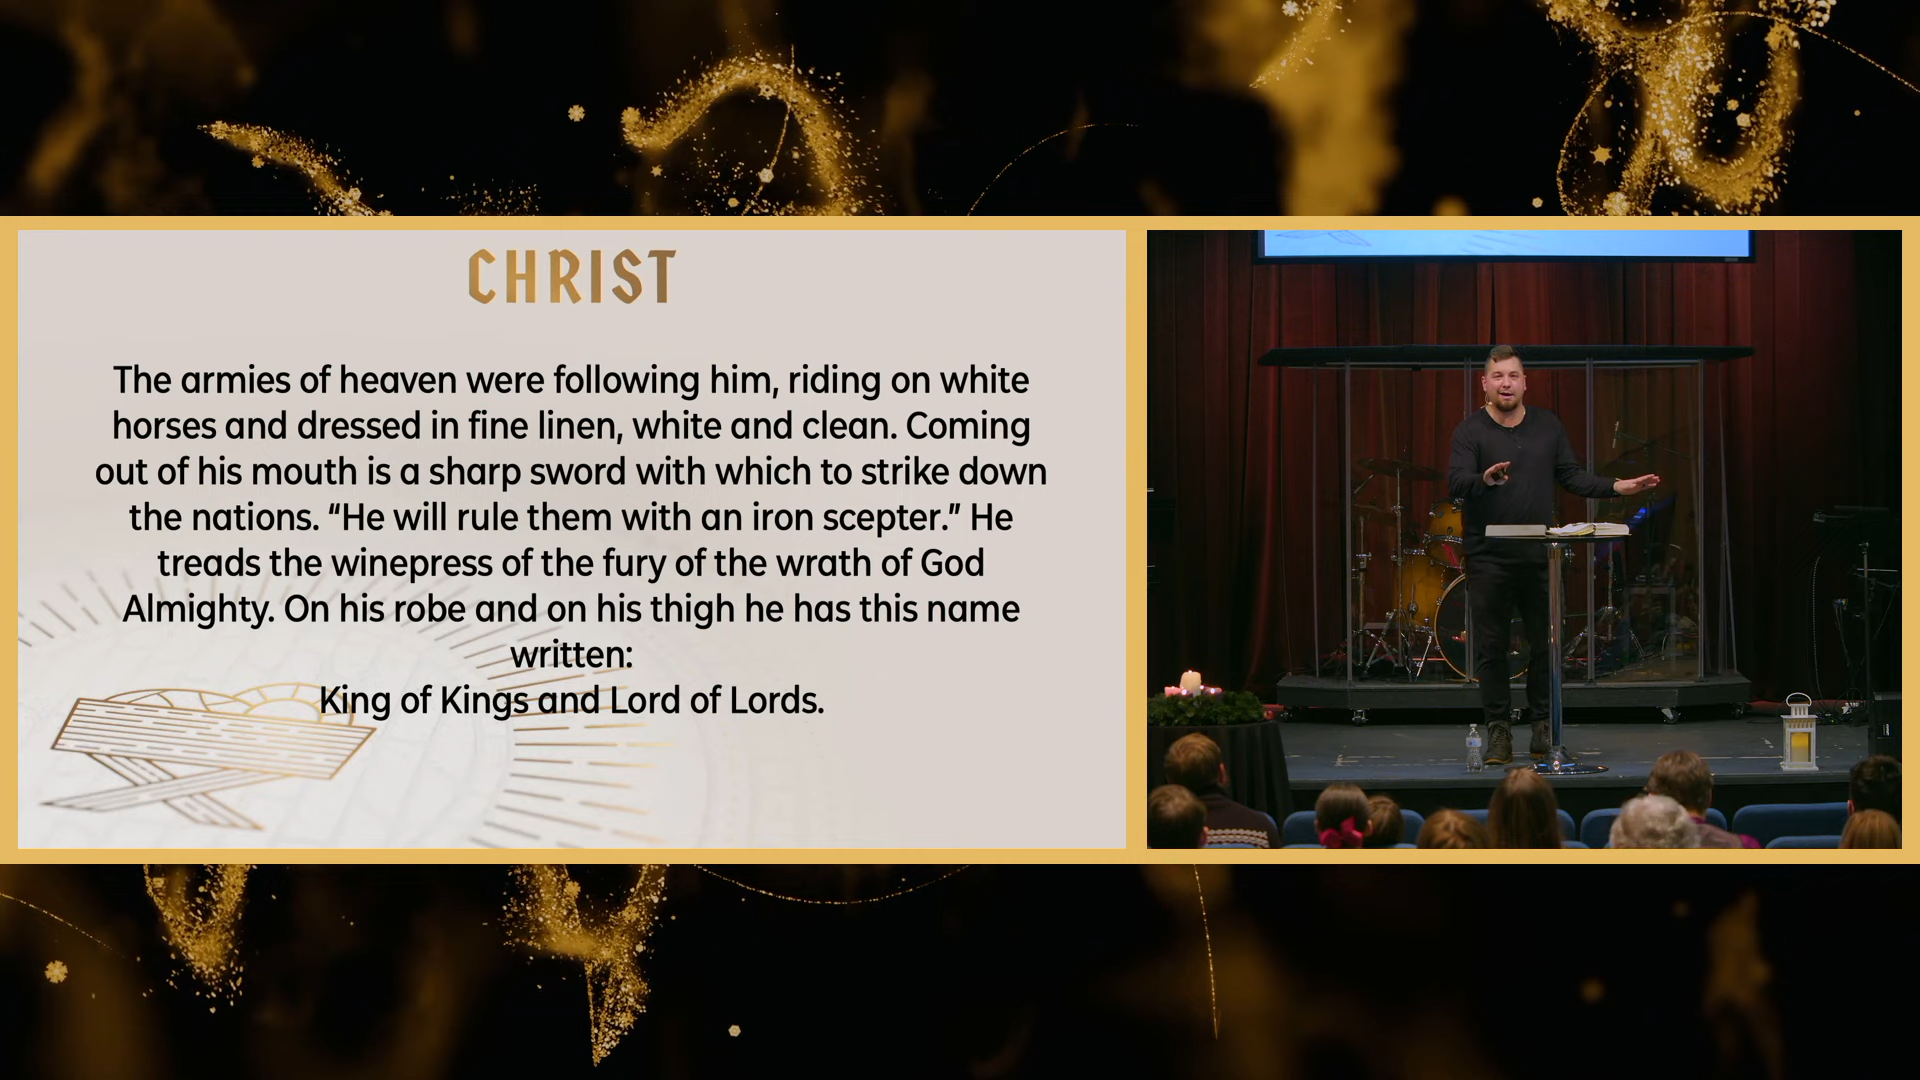 CHRIST
The armies of heaven were following him, riding on white
horses and dressed in fine linen, white and clean. Coming
out of his mouth is a sharp sword with which to strike down
the nations. “He will rule them with an iron scepter.” He
treads the winepress of the fury of the wrath of God
Almighty. On his robe and on his thigh he has this name
written:
King of Kings and Lord of Lords.